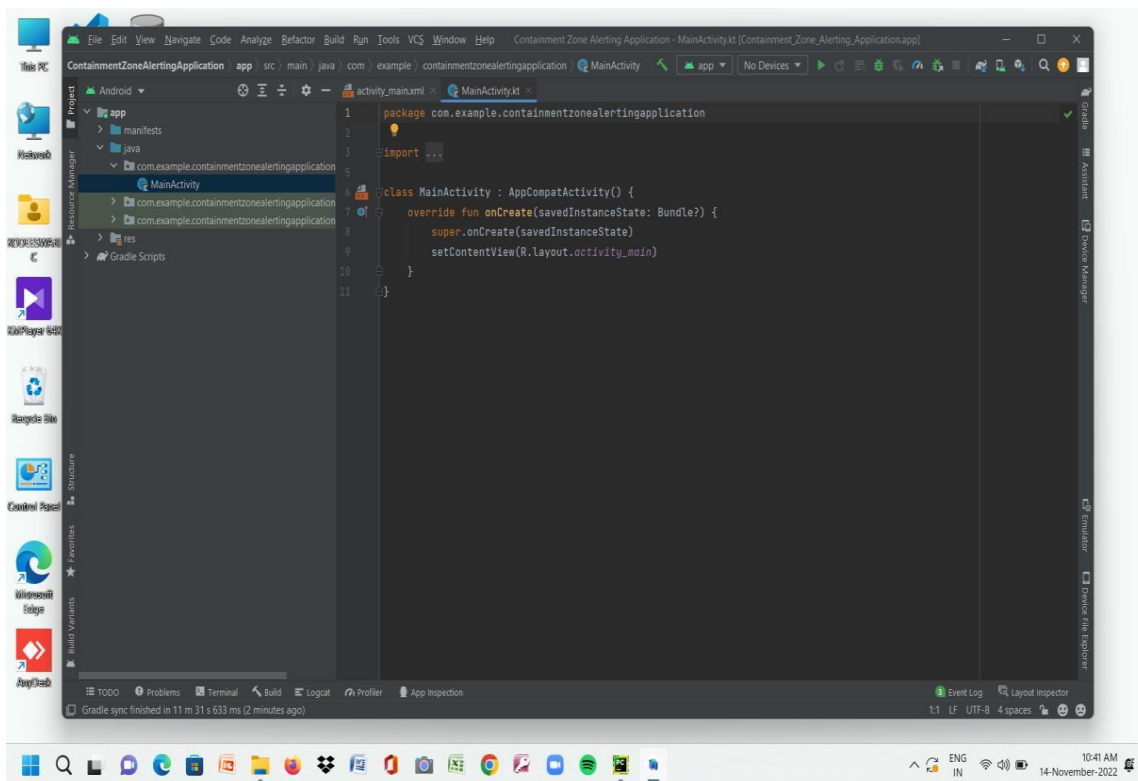 File Edit View Navigate Code Analyze Refactor Build Run Tools VCS Window Help Containment Zone Alerting Application - MainActivity.kt [Containment_Zone_Alerting_Application.app]
This PC
ContainmentZoneAlertingApplication app src main java com example containmentzonealertingapplication MainActivity app No Devices
Project
Android
activity_main.xml
MainActivity.kt
Gradle
app
manifests
java
com.example.containmentzonealertingapplication
MainActivity
com.example.containmentzonealertingapplication
com.example.containmentzonealertingapplication
res
Gradle Scripts
1 package com.example.containmentzonealertingapplication
2
3 import ...
5
6 class MainActivity : AppCompatActivity() {
7 override fun onCreate(savedInstanceState: Bundle?) {
8 super.onCreate(savedInstanceState)
9 setContentView(R.layout.activity_main)
10 }
11 }
Network
Resource Manager
Assistant
Device Manager
C
KMPlayer 64X
Recycle Bin
Structure
Control Panel
Favorites
Emulator
Microsoft
Edge
Build Variants
Device File Explorer
AnyDesk
TODO Problems Terminal Build Logcat Profiler App Inspection
3 Event Log Layout Inspector
Gradle sync finished in 11 m 31 s 633 ms (2 minutes ago)
1:1 LF UTF-8 4 spaces
ENG
IN
10:41 AM
14-November-2022